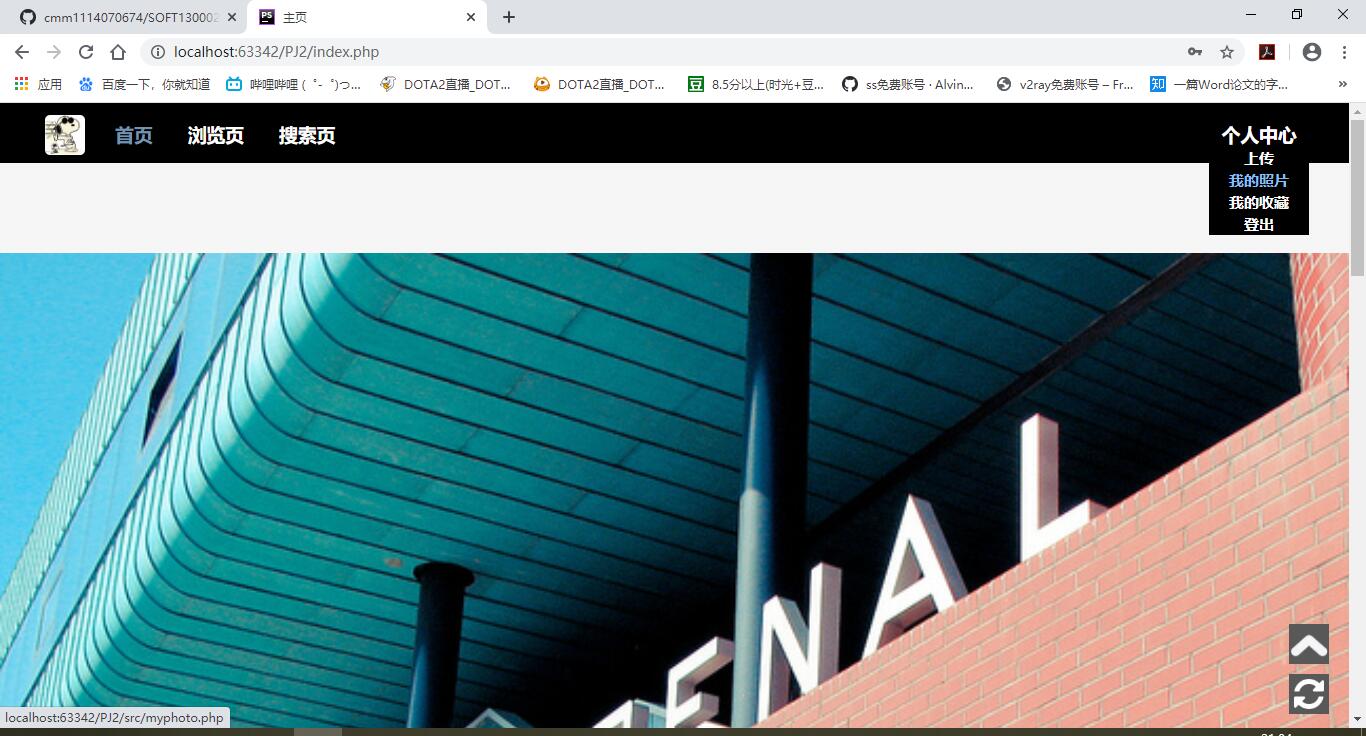 cmm1114070674/SOFT130002
主页
localhost:63342/PJ2/index.php
应用 百度一下，你就知道 哔哩哔哩 ( ゜- ゜)つ... DOTA2直播_DOT... DOTA2直播_DOT... 8.5分以上(时光+豆... ss免费账号 · Alvin... v2ray免费账号 – Fr... 一篇Word论文的字...
首页 浏览页 搜索页 个人中心
上传
我的照片
我的收藏
登出
ENAL
localhost:63342/PJ2/src/myphoto.php